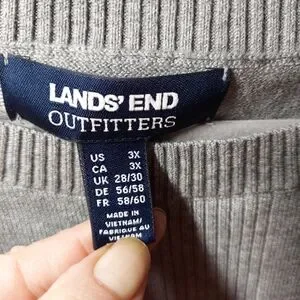 LANDS' END
OUTFITTERS
US 3X
CA 3X
UK 28/30
DE 56/58
FR 58/60
MADE IN
VIETNAM/
FABRIQUÉ AU
VIETNAM